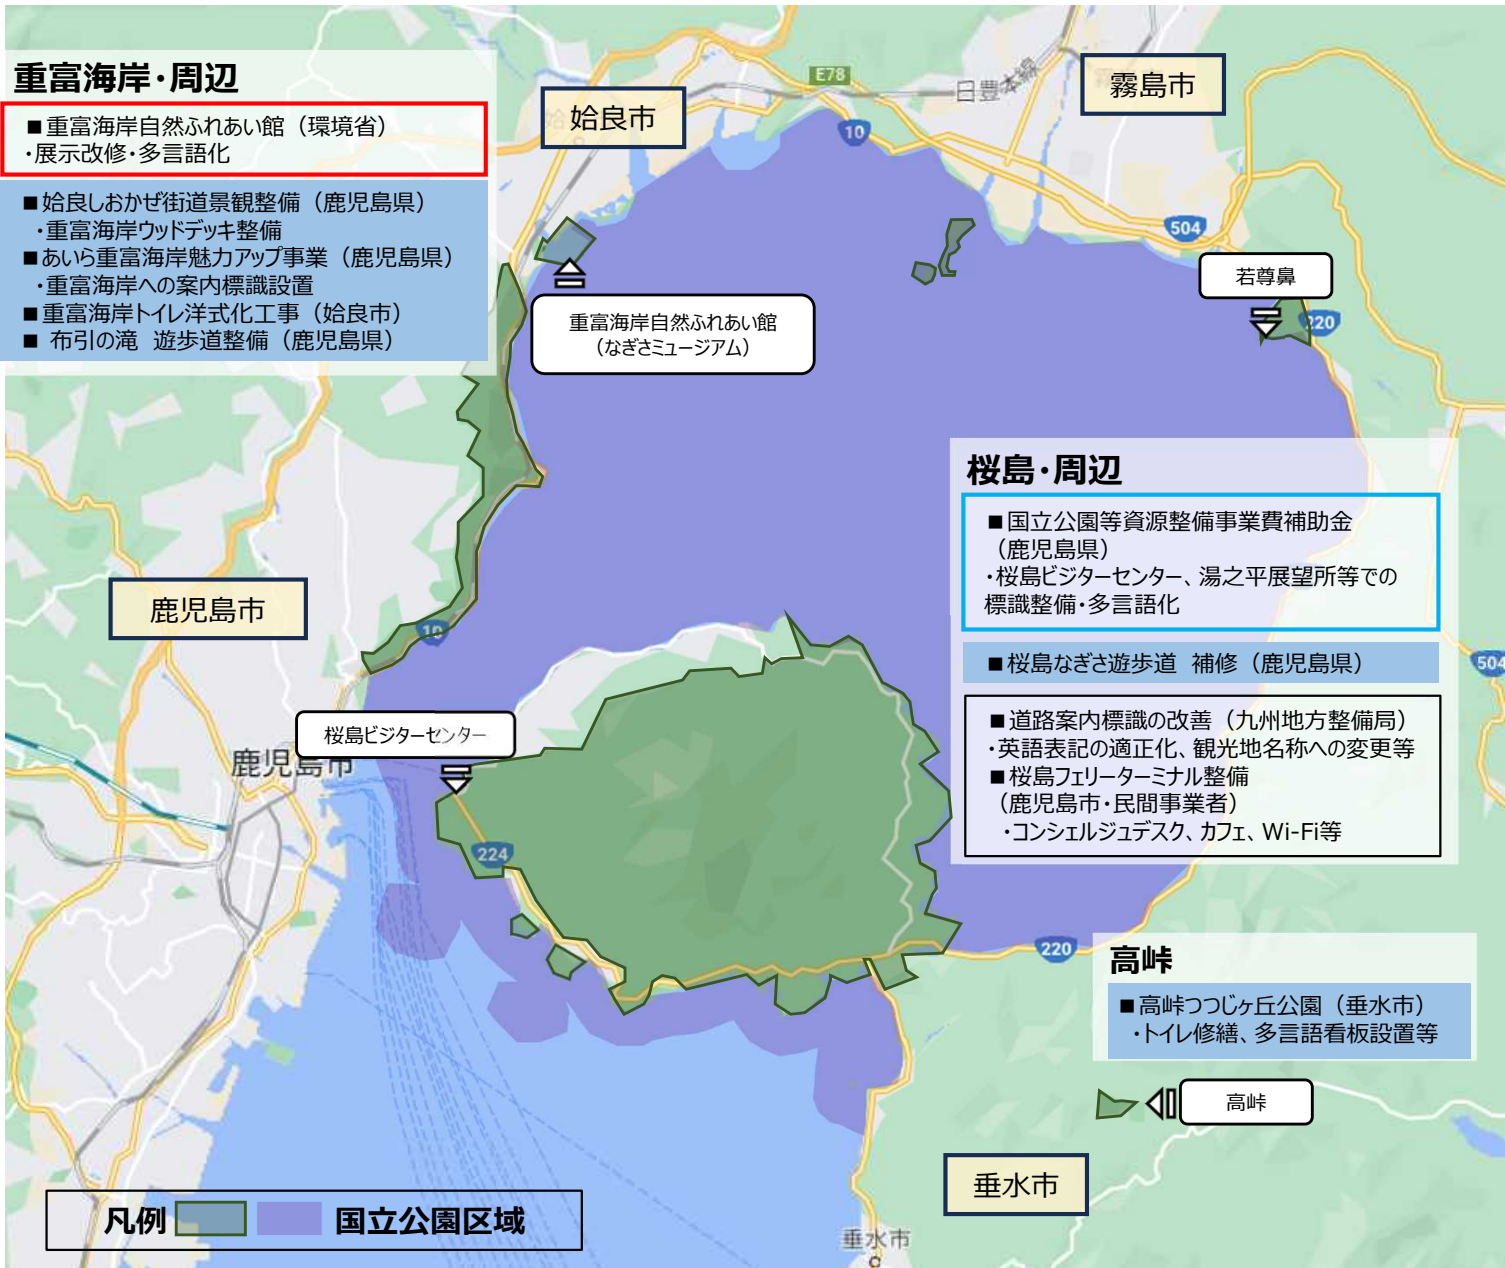 重富海岸・周辺
■重富海岸自然ふれあい館（環境省）
・展示改修・多言語化
■姶良しおかぜ街道景観整備（鹿児島県）
・重富海岸ウッドデッキ整備
■あいら重富海岸魅力アップ事業（鹿児島県）
・重富海岸への案内標識設置
■重富海岸トイレ洋式化工事（姶良市）
■ 布引の滝 遊歩道整備（鹿児島県）
姶良市
E78
日豊本線
霧島市
10
504
若尊鼻
220
重富海岸自然ふれあい館
（なぎさミュージアム）
桜島・周辺
■国立公園等資源整備事業費補助金
（鹿児島県）
・桜島ビジターセンター、湯之平展望所等での
標識整備・多言語化
■桜島なぎさ遊歩道 補修（鹿児島県）
504
■道路案内標識の改善（九州地方整備局）
・英語表記の適正化、観光地名称への変更等
■桜島フェリーターミナル整備
（鹿児島市・民間事業者）
・コンシェルジュデスク、カフェ、Wi-Fi等
鹿児島市
10
桜島ビジターセンター
鹿児島市
224
220
高峠
■高峠つつじヶ丘公園（垂水市）
・トイレ修繕、多言語看板設置等
高峠
垂水市
垂水市
凡例
国立公園区域